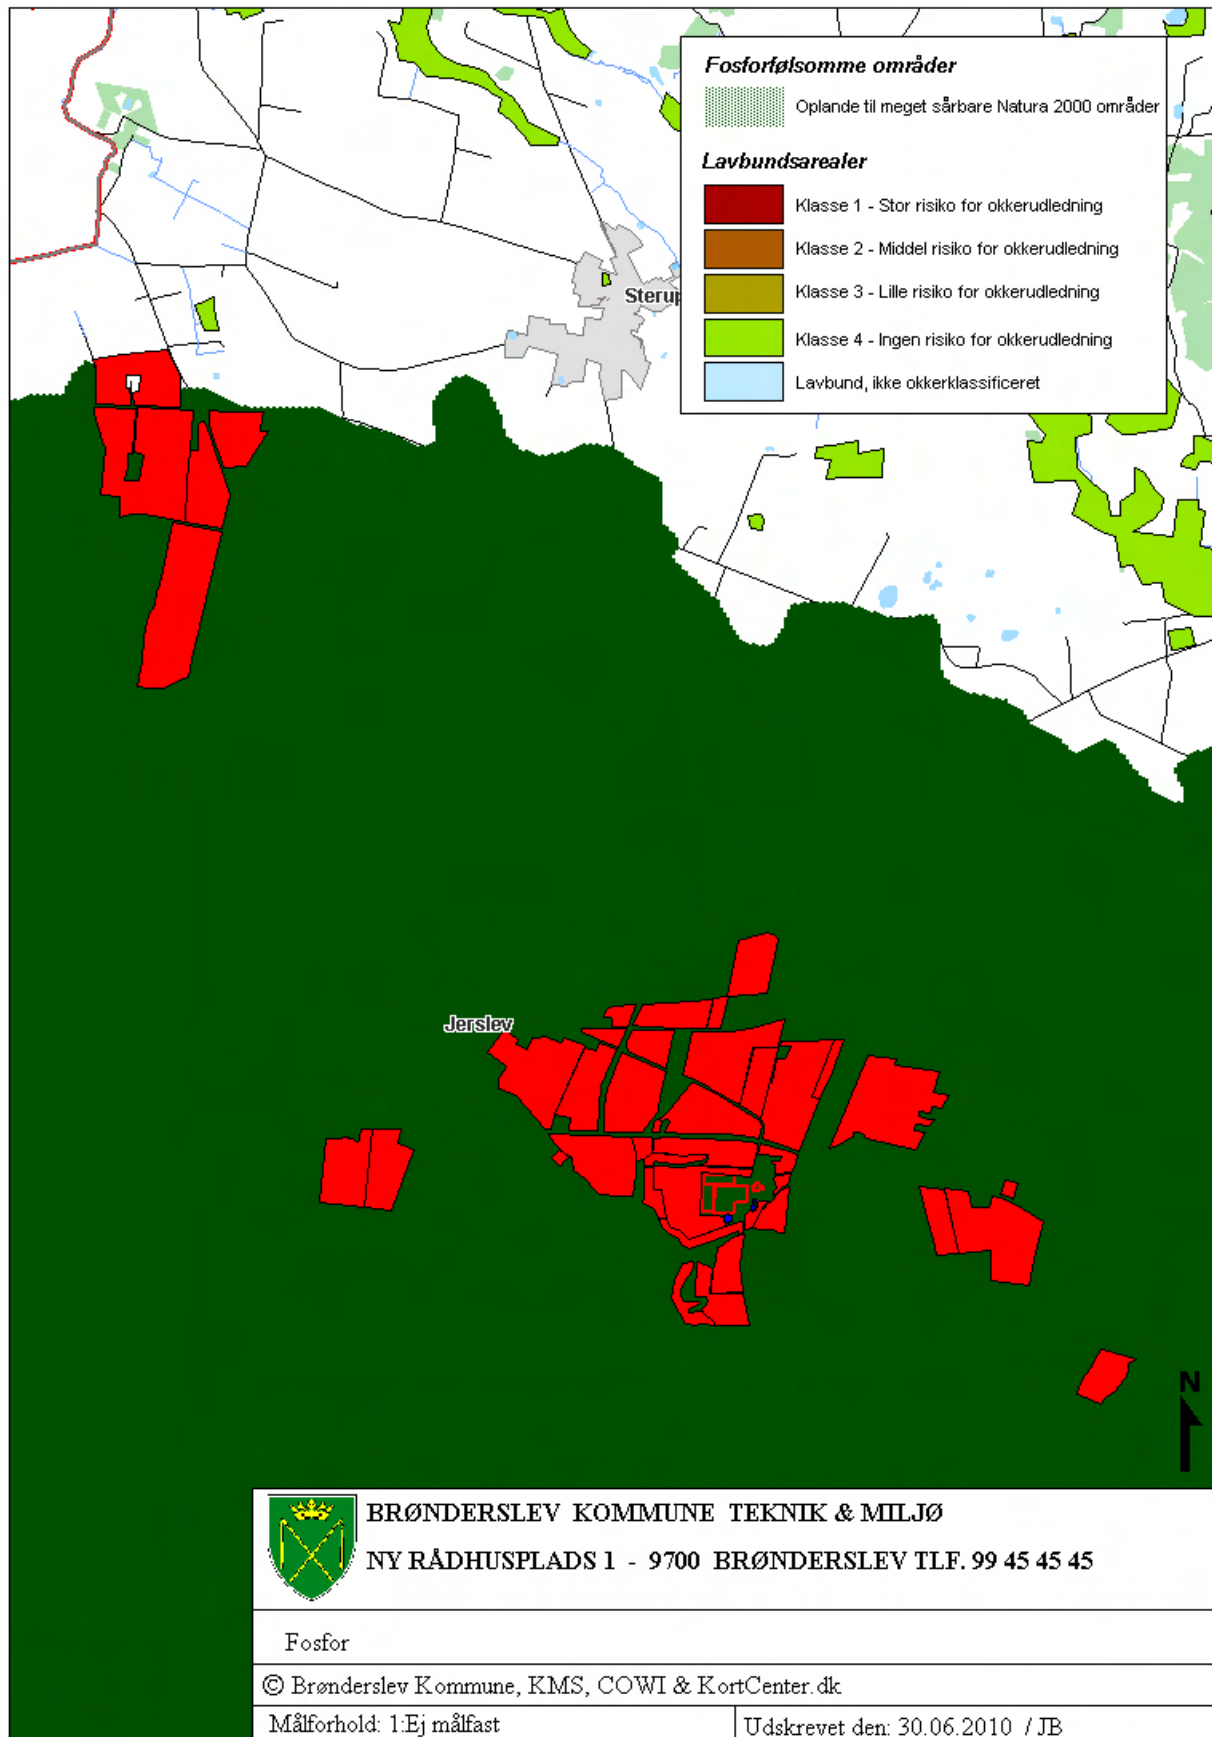 Fosforfølsomme områder
Oplande til meget sårbare Natura 2000 områder
Lavbundsarealer
Klasse 1 - Stor risiko for okkerudledning
Klasse 2 - Middel risiko for okkerudledning
Klasse 3 - Lille risiko for okkerudledning
Klasse 4 - Ingen risiko for okkerudledning
Lavbund, ikke okkerklassificeret
Sterup
Jerslev
N
BRØNDERSLEV KOMMUNE TEKNIK & MILJØ
NY RÅDHUSPLADS 1 - 9700 BRØNDERSLEV TLF. 99 45 45 45
Fosfor
© Brønderslev Kommune, KMS, COWI & KortCenter.dk
Målforhold: 1:Ej målfast
Udskrevet den: 30.06.2010 / JB